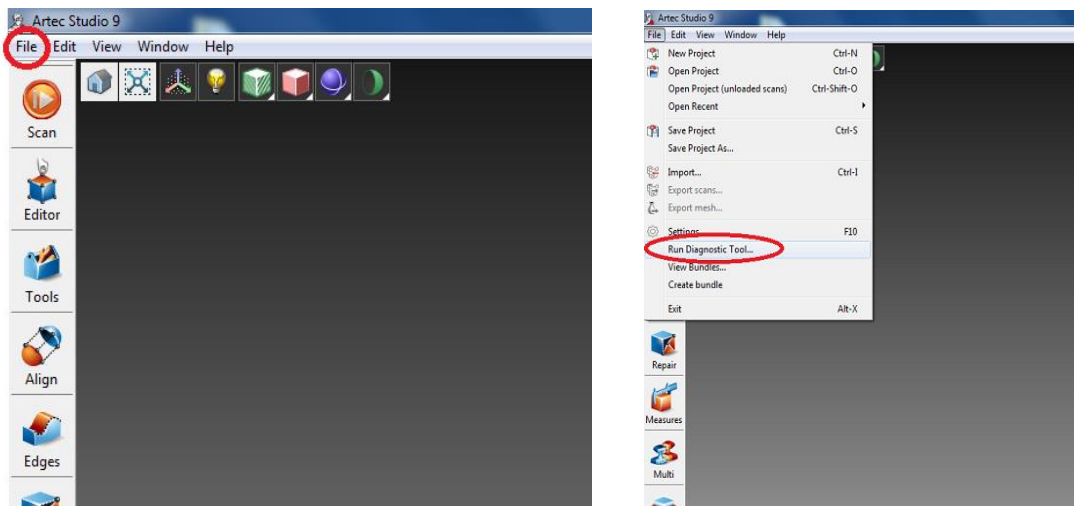 Artec Studio 9
File Edit View Window Help
Scan
Editor
Tools
Align
Edges
Artec Studio 9
File Edit View Window Help
New Project Ctrl-N
Open Project Ctrl-O
Open Project (unloaded scans) Ctrl-Shift-O
Open Recent
Save Project Ctrl-S
Save Project As...
Import... Ctrl-I
Export scans...
Export mesh...
Settings... F10
Run Diagnostic Tool...
View Bundles...
Create bundle
Exit Alt-X
Repair
Measures
Multi